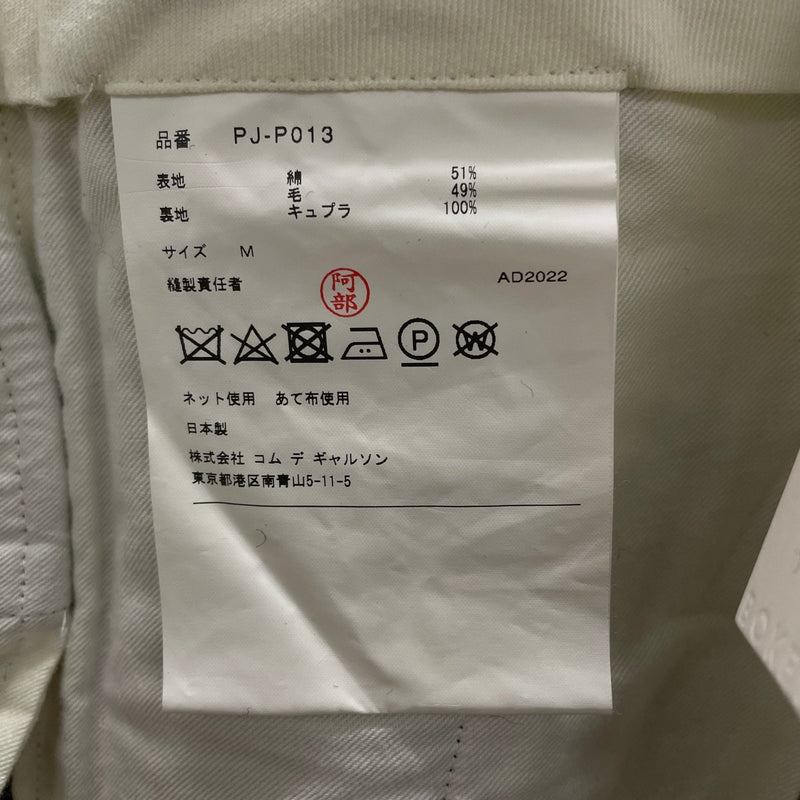 品番 PJ-P013
表地 綿 51%
毛 49%
裏地 キュプラ 100%
サイズ M
縫製責任者 阿部 AD2022
P W
ネット使用 あて布使用
日本製
株式会社 コム デ ギャルソン
東京都港区南青山5-11-5